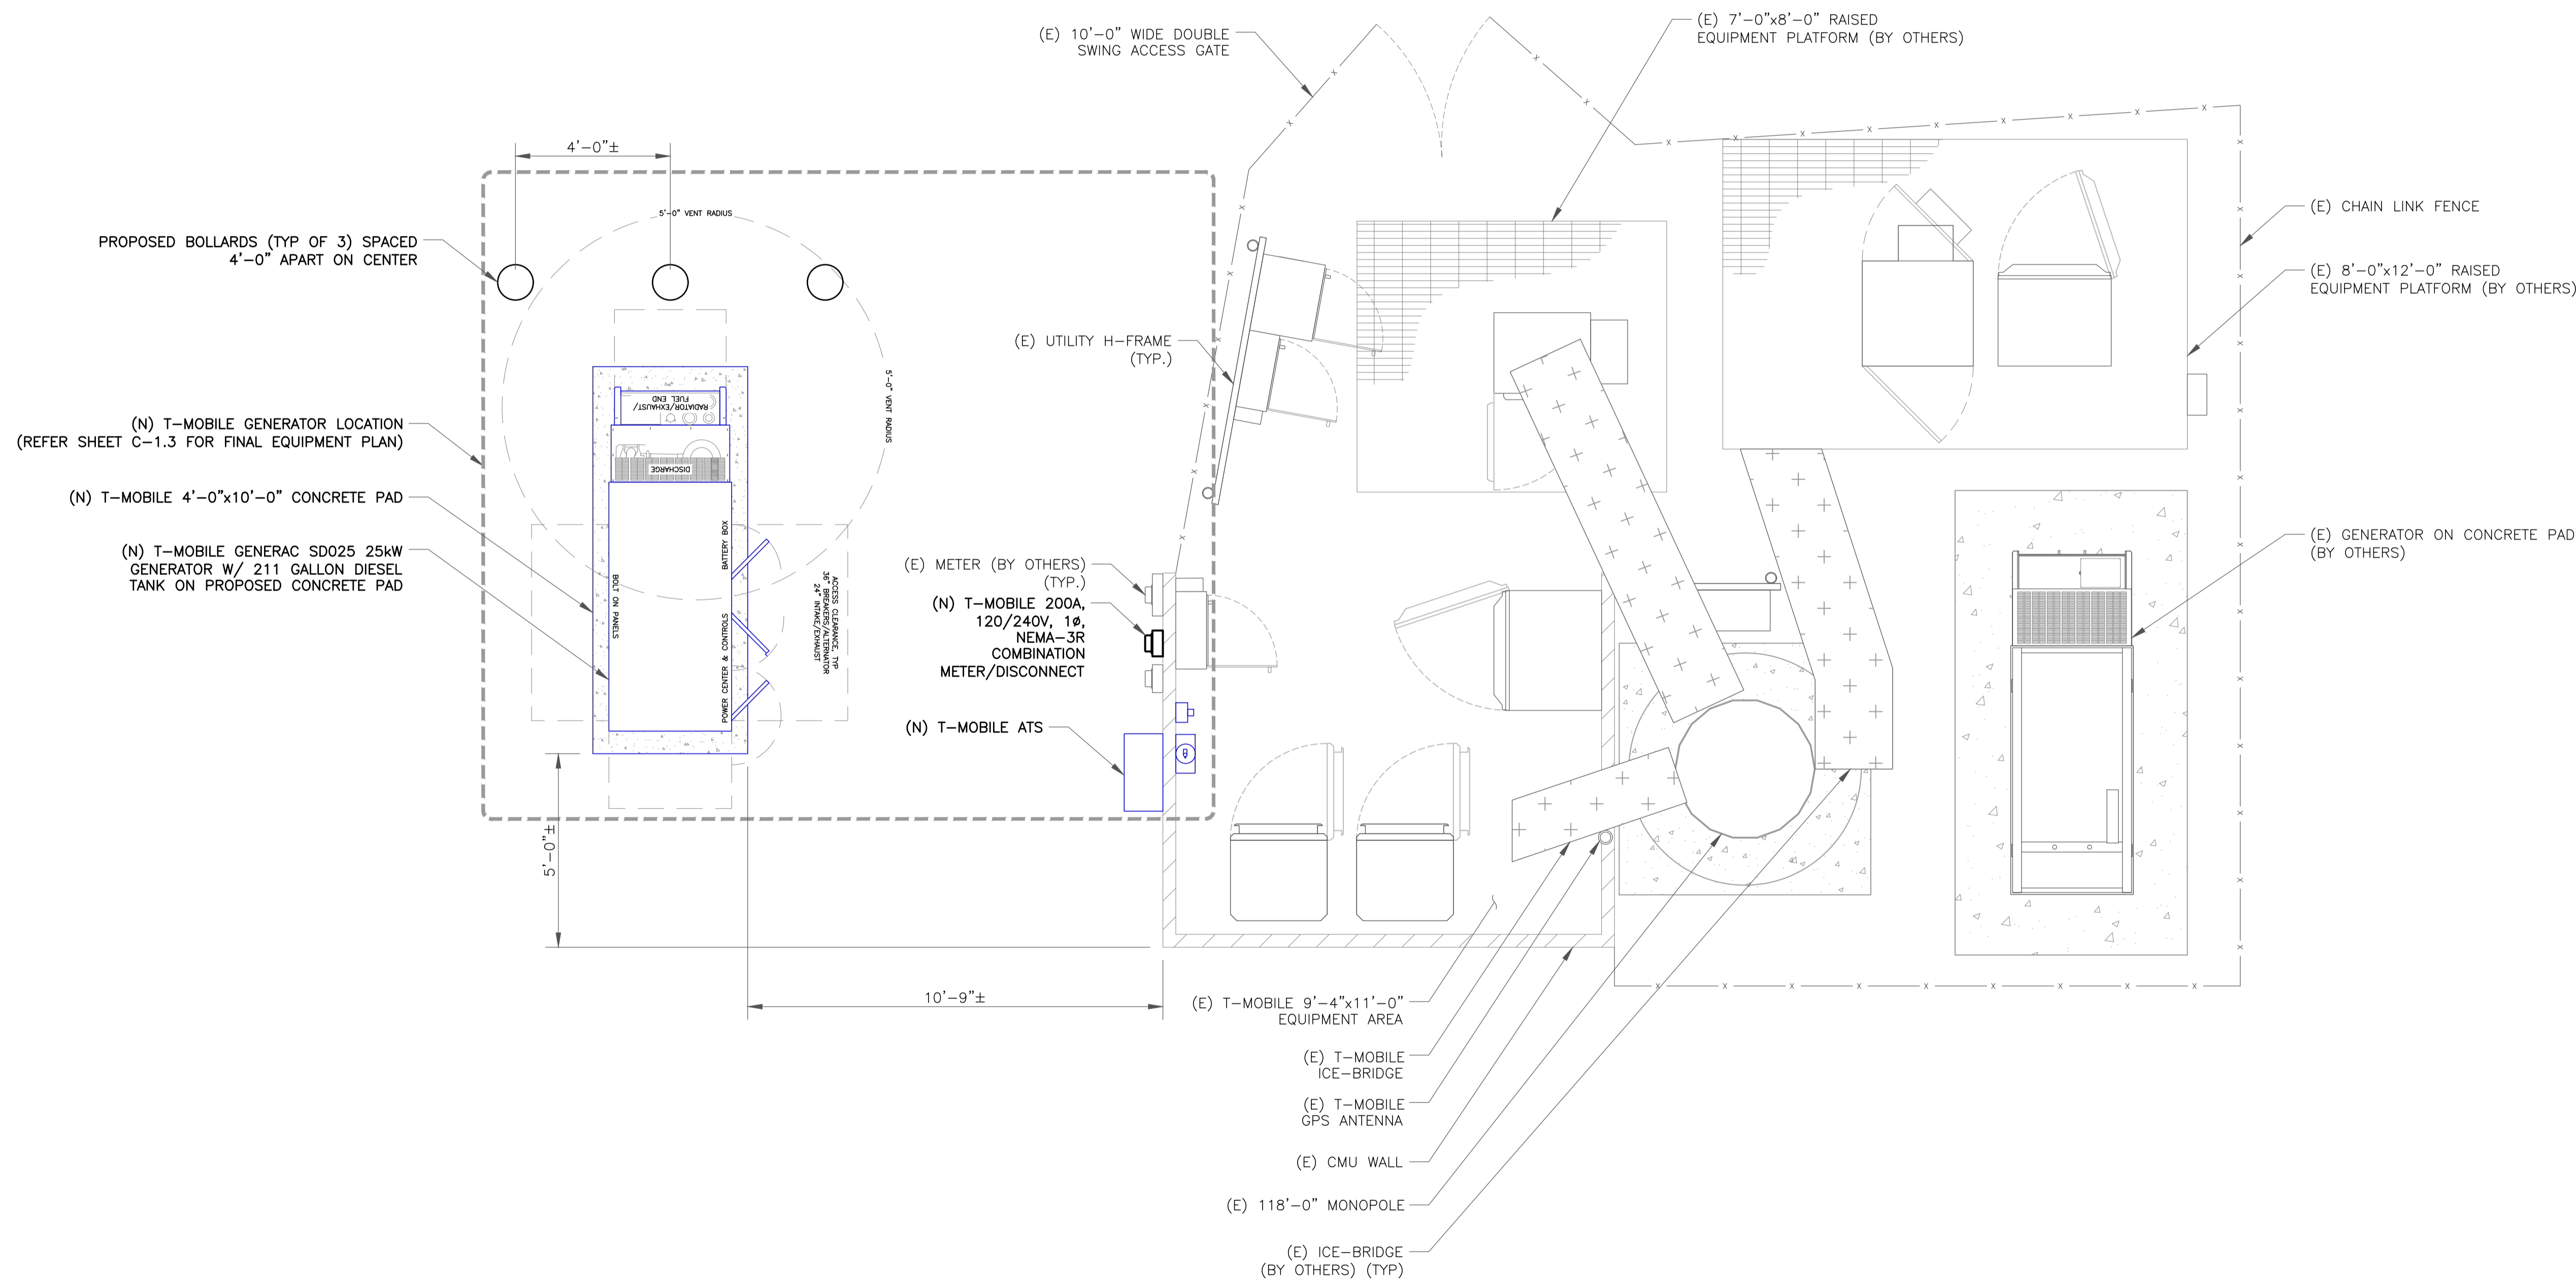 (E) 10'-0" WIDE DOUBLE
SWING ACCESS GATE
(E) 7'-0"x8'-0" RAISED
EQUIPMENT PLATFORM (BY OTHERS)
4'-0"±
5'-0" VENT RADIUS
PROPOSED BOLLARDS (TYP OF 3) SPACED
4'-0" APART ON CENTER
(E) CHAIN LINK FENCE
(E) 8'-0"x12'-0" RAISED
EQUIPMENT PLATFORM (BY OTHERS)
(E) UTILITY H-FRAME
(TYP.)
5'-0" VENT RADIUS
RADIATOR/EXHAUST/
FUEL END
DISCHARGE
(N) T-MOBILE GENERATOR LOCATION
(REFER SHEET C-1.3 FOR FINAL EQUIPMENT PLAN)
(N) T-MOBILE 4'-0"x10'-0" CONCRETE PAD
(N) T-MOBILE GENERAC SD025 25kW
GENERATOR W/ 211 GALLON DIESEL
TANK ON PROPOSED CONCRETE PAD
BOLT ON PANELS
BATTERY BOX
POWER CENTER & CONTROLS
ACCESS CLEARANCE, TYP
36" BREAKERS/ALTERNATOR
24" INTAKE/EXHAUST
(E) METER (BY OTHERS)
(TYP.)
(N) T-MOBILE 200A,
120/240V, 1ø,
NEMA-3R
COMBINATION
METER/DISCONNECT
(N) T-MOBILE ATS
(E) GENERATOR ON CONCRETE PAD
(BY OTHERS)
5'-0"±
10'-9"±
(E) T-MOBILE 9'-4"x11'-0"
EQUIPMENT AREA
(E) T-MOBILE
ICE-BRIDGE
(E) T-MOBILE
GPS ANTENNA
(E) CMU WALL
(E) 118'-0" MONOPOLE
(E) ICE-BRIDGE
(BY OTHERS) (TYP)